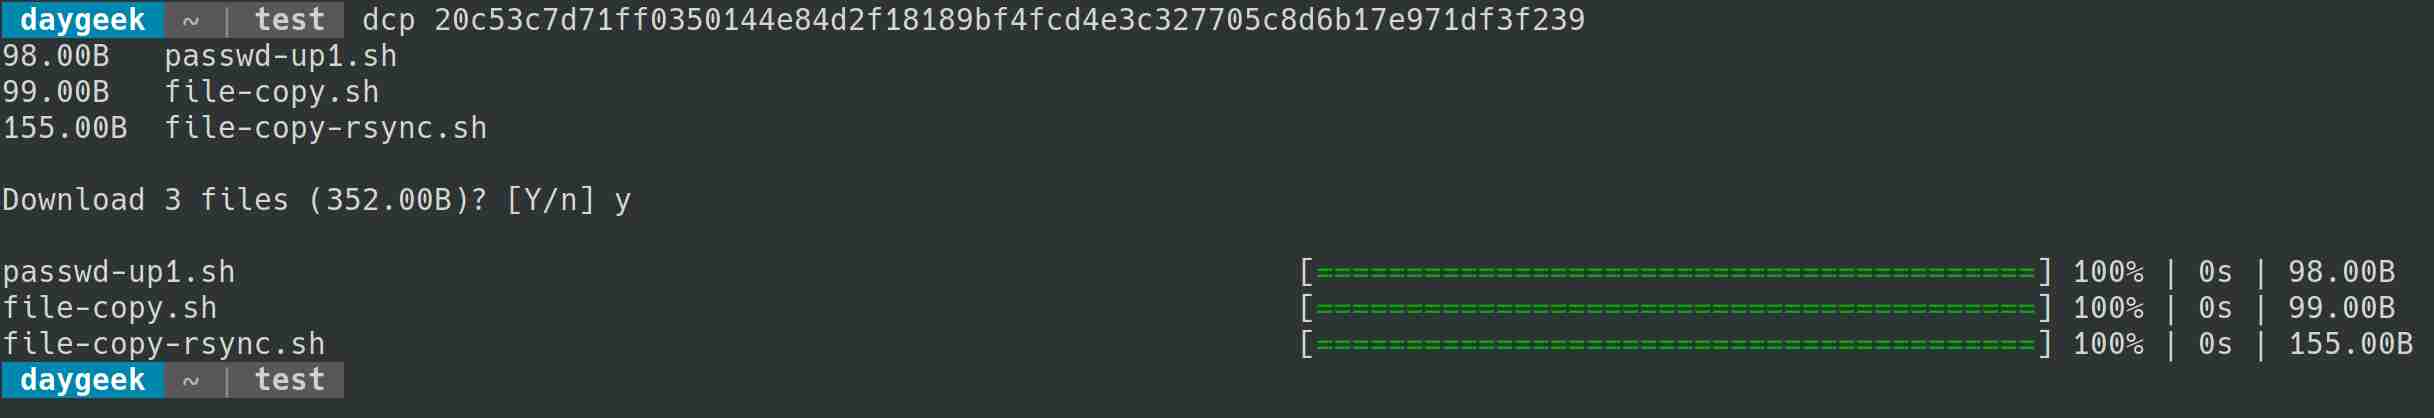 daygeek ~ | test dcp 20c53c7d71ff0350144e84d2f18189bf4fcd4e3c327705c8d6b17e971df3f239
98.00B   passwd-up1.sh
99.00B   file-copy.sh
155.00B  file-copy-rsync.sh
Download 3 files (352.00B)? [Y/n] y
passwd-up1.sh [========================================] 100% | 0s | 98.00B
file-copy.sh [========================================] 100% | 0s | 99.00B
file-copy-rsync.sh [========================================] 100% | 0s | 155.00B
daygeek ~ | test